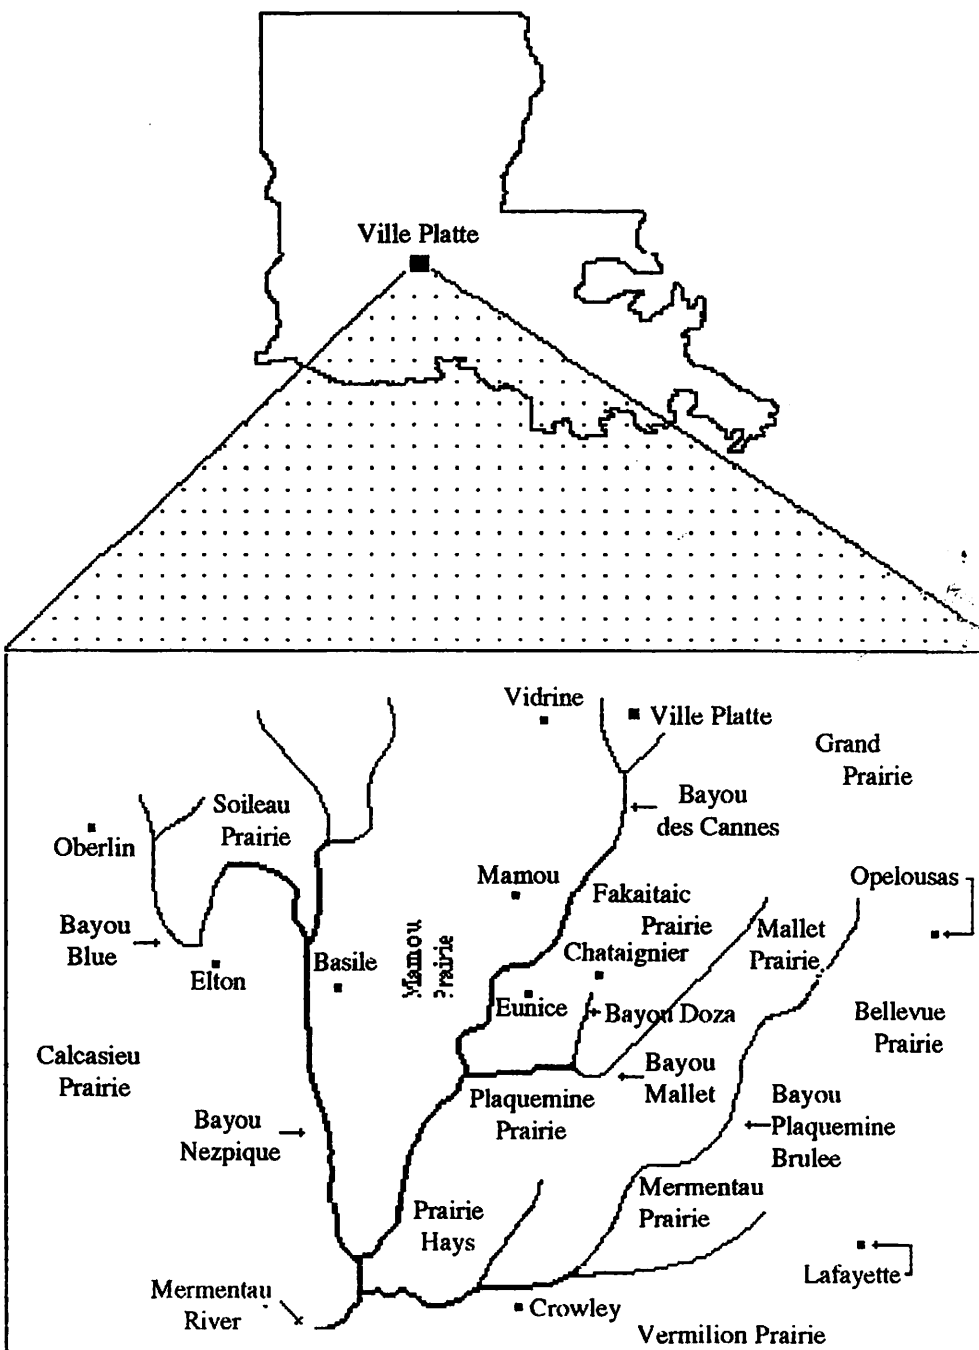 Ville Platte
Vidrine
Ville Platte
Grand
Prairie
Soileau
Prairie
Bayou
des Cannes
Oberlin
Mamou
Opelousas
Fakaitaic
Prairie
Bayou
Blue
Mallet
Prairie
Mamou
Prairie
Basile
Chataignier
Elton
Eunice
Bayou Doza
Bellevue
Prairie
Calcasieu
Prairie
Bayou
Mallet
Plaquemine
Prairie
Bayou
Plaquemine
Brulee
Bayou
Nezpique
Mermentau
Prairie
Prairie
Hays
Lafayette
Mermentau
River
Crowley
Vermilion Prairie